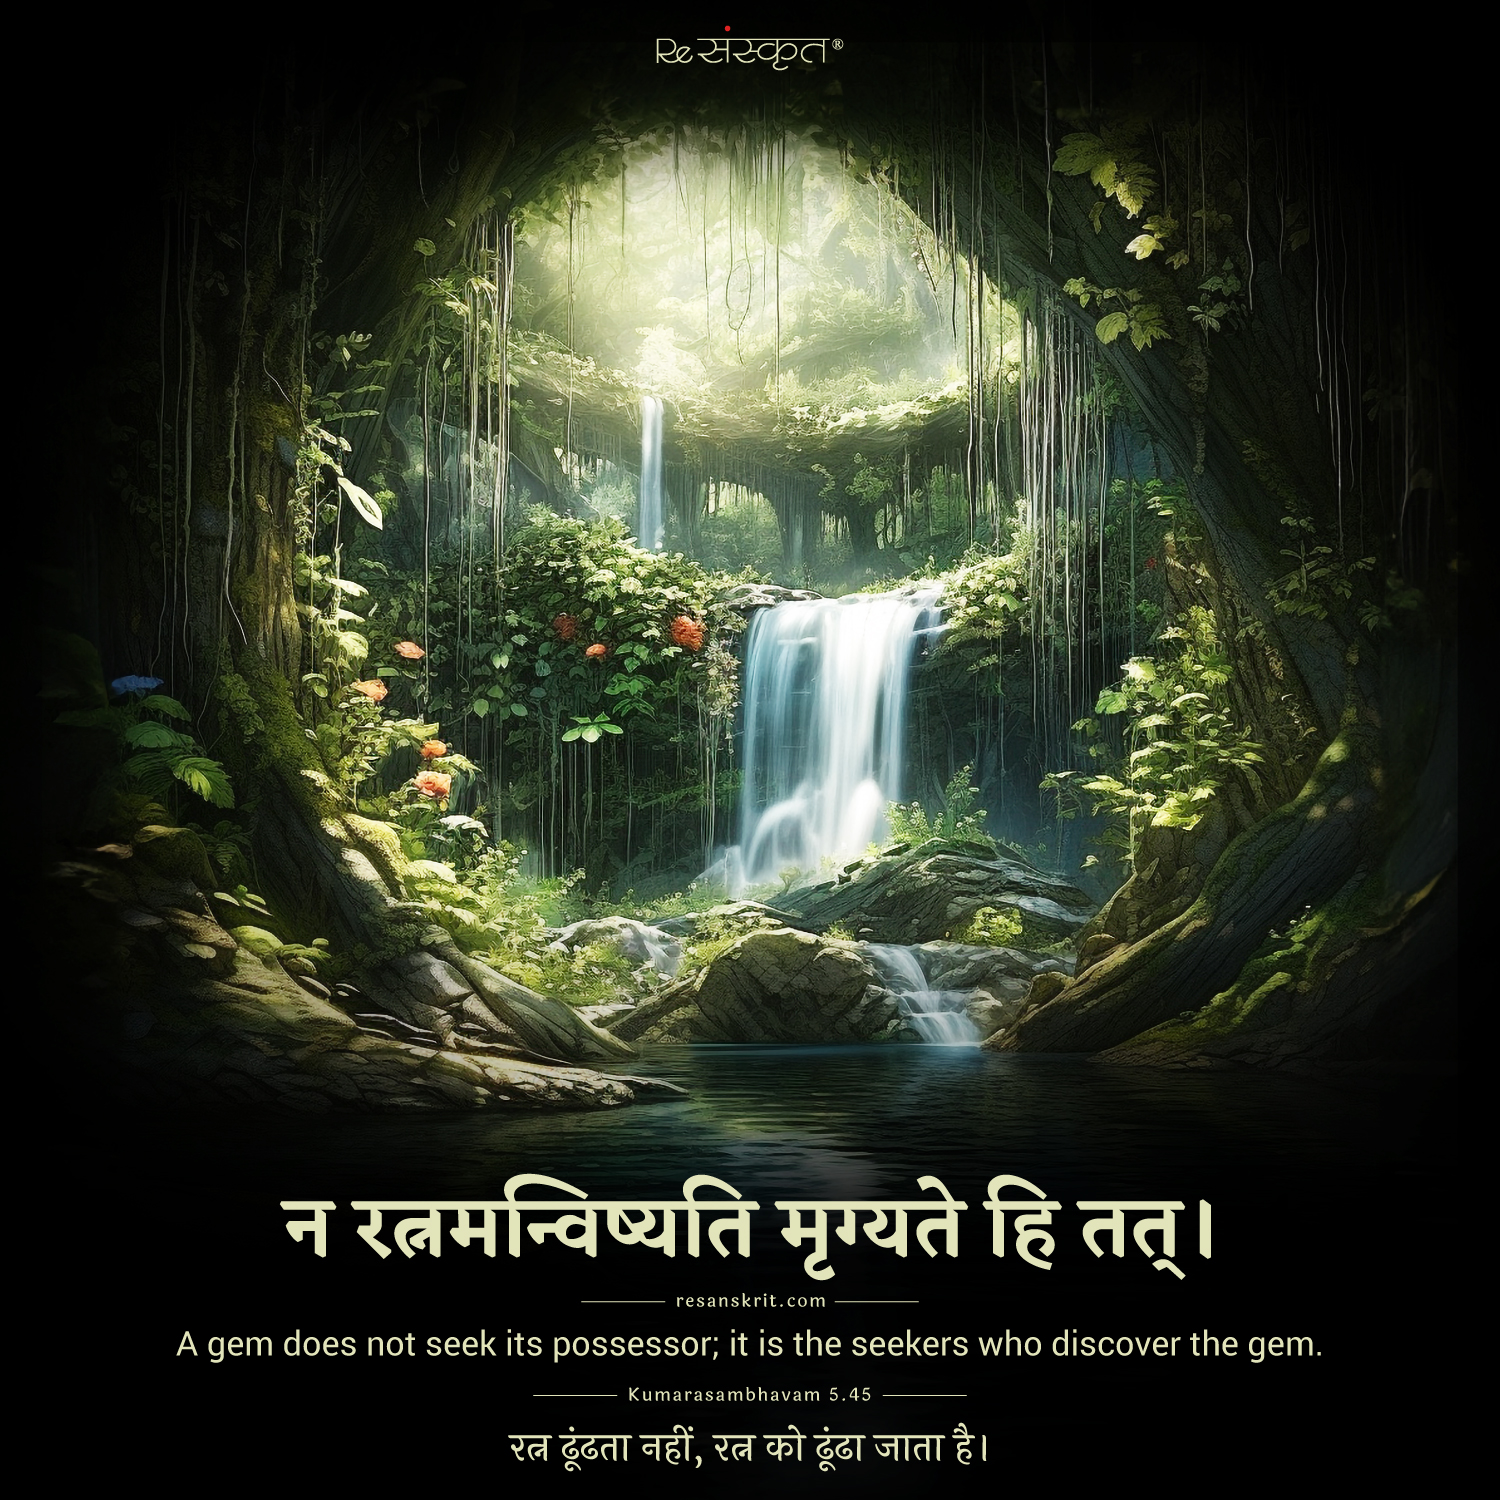 Re संस्कृत®
न रत्नमन्विष्यति मृग्यते हि तत्।
resanskrit.com
A gem does not seek its possessor; it is the seekers who discover the gem.
Kumarasambhavam 5.45
रत्न ढूंढता नहीं, रत्न को ढूंढा जाता है।